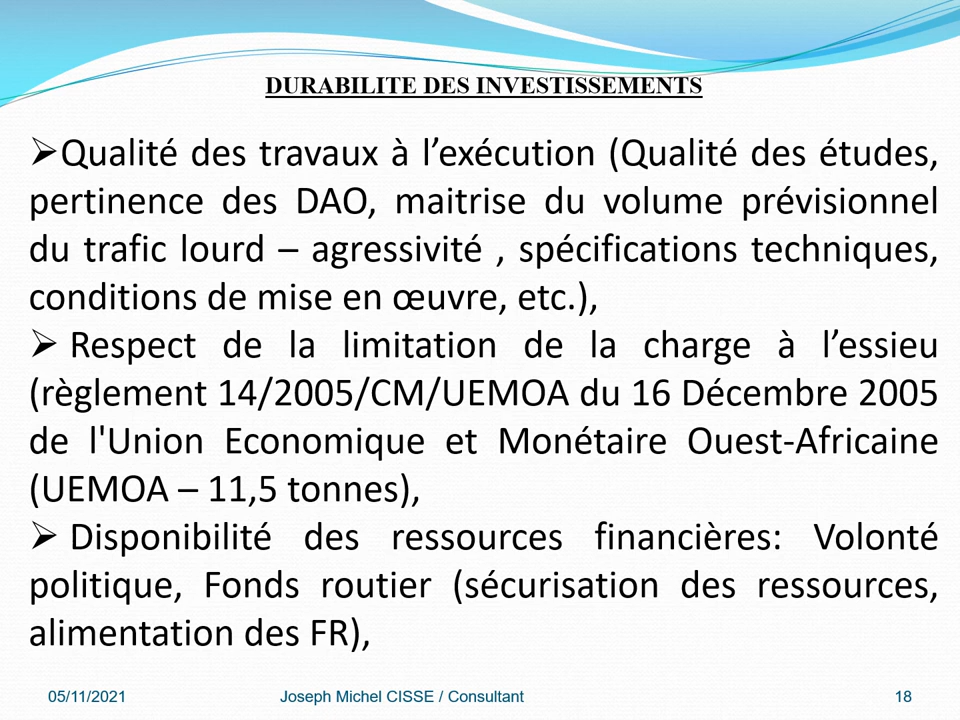 DURABILITE DES INVESTISSEMENTS
➢Qualité des travaux à l’exécution (Qualité des études,
pertinence des DAO, maitrise du volume prévisionnel
du trafic lourd – agressivité , spécifications techniques,
conditions de mise en œuvre, etc.),
➢ Respect de la limitation de la charge à l’essieu
(règlement 14/2005/CM/UEMOA du 16 Décembre 2005
de l'Union Economique et Monétaire Ouest-Africaine
(UEMOA – 11,5 tonnes),
➢ Disponibilité des ressources financières: Volonté
politique, Fonds routier (sécurisation des ressources,
alimentation des FR),
05/11/2021 Joseph Michel CISSE / Consultant 18